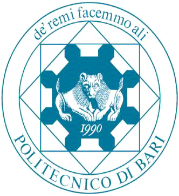 de' remi facemmo ali
1990
POLITECNICO DI BARI